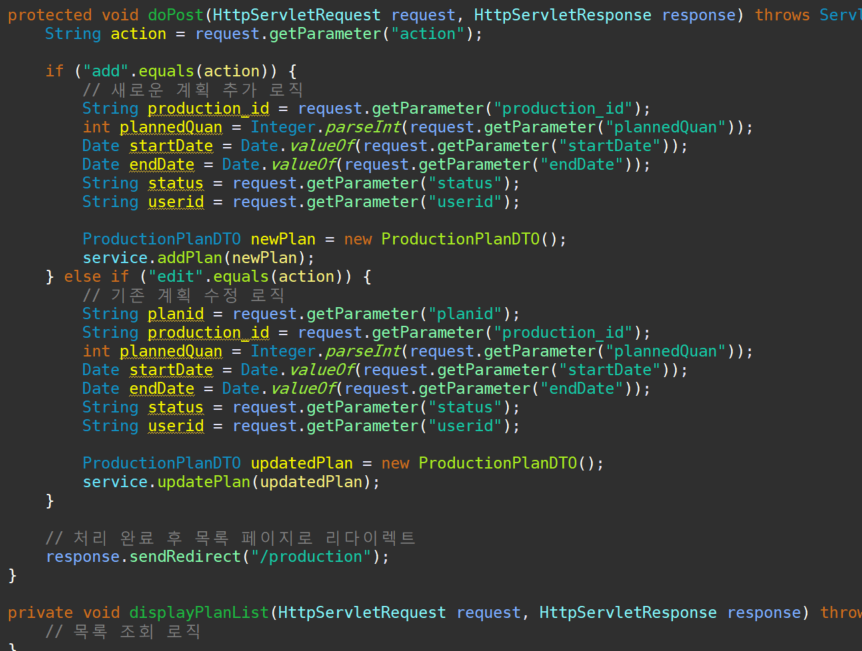 protected void doPost(HttpServletRequest request, HttpServletResponse response) throws Servl
String action = request.getParameter("action");
if ("add".equals(action)) {
// 새로운 계획 추가 로직
String production_id = request.getParameter("production_id");
int plannedQuan = Integer.parseInt(request.getParameter("plannedQuan"));
Date startDate = Date.valueOf(request.getParameter("startDate"));
Date endDate = Date.valueOf(request.getParameter("endDate"));
String status = request.getParameter("status");
String userid = request.getParameter("userid");
ProductionPlanDTO newPlan = new ProductionPlanDTO();
service.addPlan(newPlan);
} else if ("edit".equals(action)) {
// 기존 계획 수정 로직
String planid = request.getParameter("planid");
String production_id = request.getParameter("production_id");
int plannedQuan = Integer.parseInt(request.getParameter("plannedQuan"));
Date startDate = Date.valueOf(request.getParameter("startDate"));
Date endDate = Date.valueOf(request.getParameter("endDate"));
String status = request.getParameter("status");
String userid = request.getParameter("userid");
ProductionPlanDTO updatedPlan = new ProductionPlanDTO();
service.updatePlan(updatedPlan);
}
// 처리 완료 후 목록 페이지로 리다이렉트
response.sendRedirect("/production");
}
private void displayPlanList(HttpServletRequest request, HttpServletResponse response) throw
// 목록 조회 로직
}